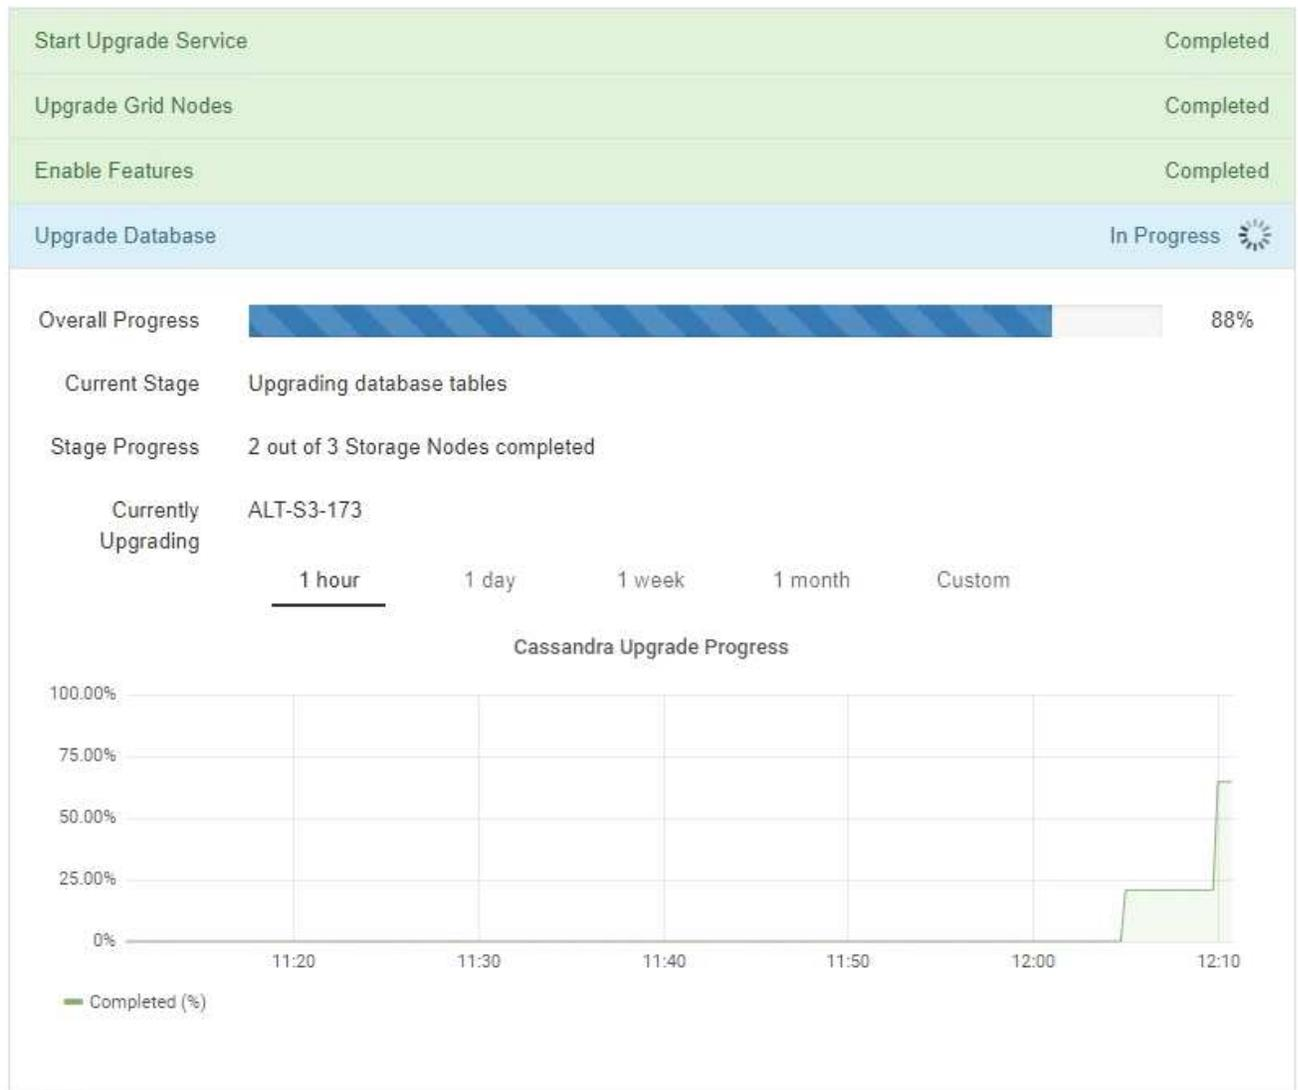 Start Upgrade Service Completed
Upgrade Grid Nodes Completed
Enable Features Completed
Upgrade Database In Progress
Overall Progress 88%
Current Stage Upgrading database tables
Stage Progress 2 out of 3 Storage Nodes completed
Currently ALT-S3-173
Upgrading
1 hour 1 day 1 week 1 month Custom
Cassandra Upgrade Progress
100.00%
75.00%
50.00%
25.00%
0%
11:20 11:30 11:40 11:50 12:00 12:10
Completed (%)